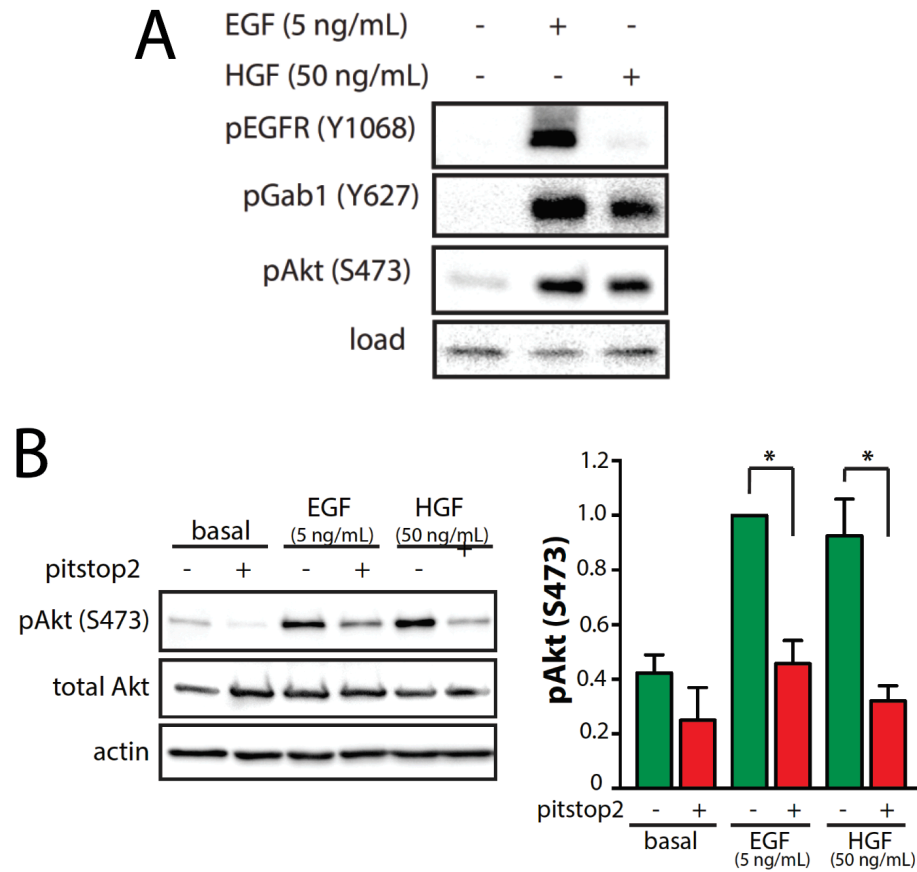 A
EGF (5 ng/mL) - + -
HGF (50 ng/mL) - - +
pEGFR (Y1068)
pGab1 (Y627)
pAkt (S473)
load
B
basal EGF HGF
(5 ng/mL) (50 ng/mL)
pitstop2 - + - + - +
pAkt (S473)
total Akt
actin
pAkt (S473)
1.2
1.0
0.8
0.6
0.4
0.2
0
* *
pitstop2 - + - + - +
basal EGF HGF
(5 ng/mL) (50 ng/mL)